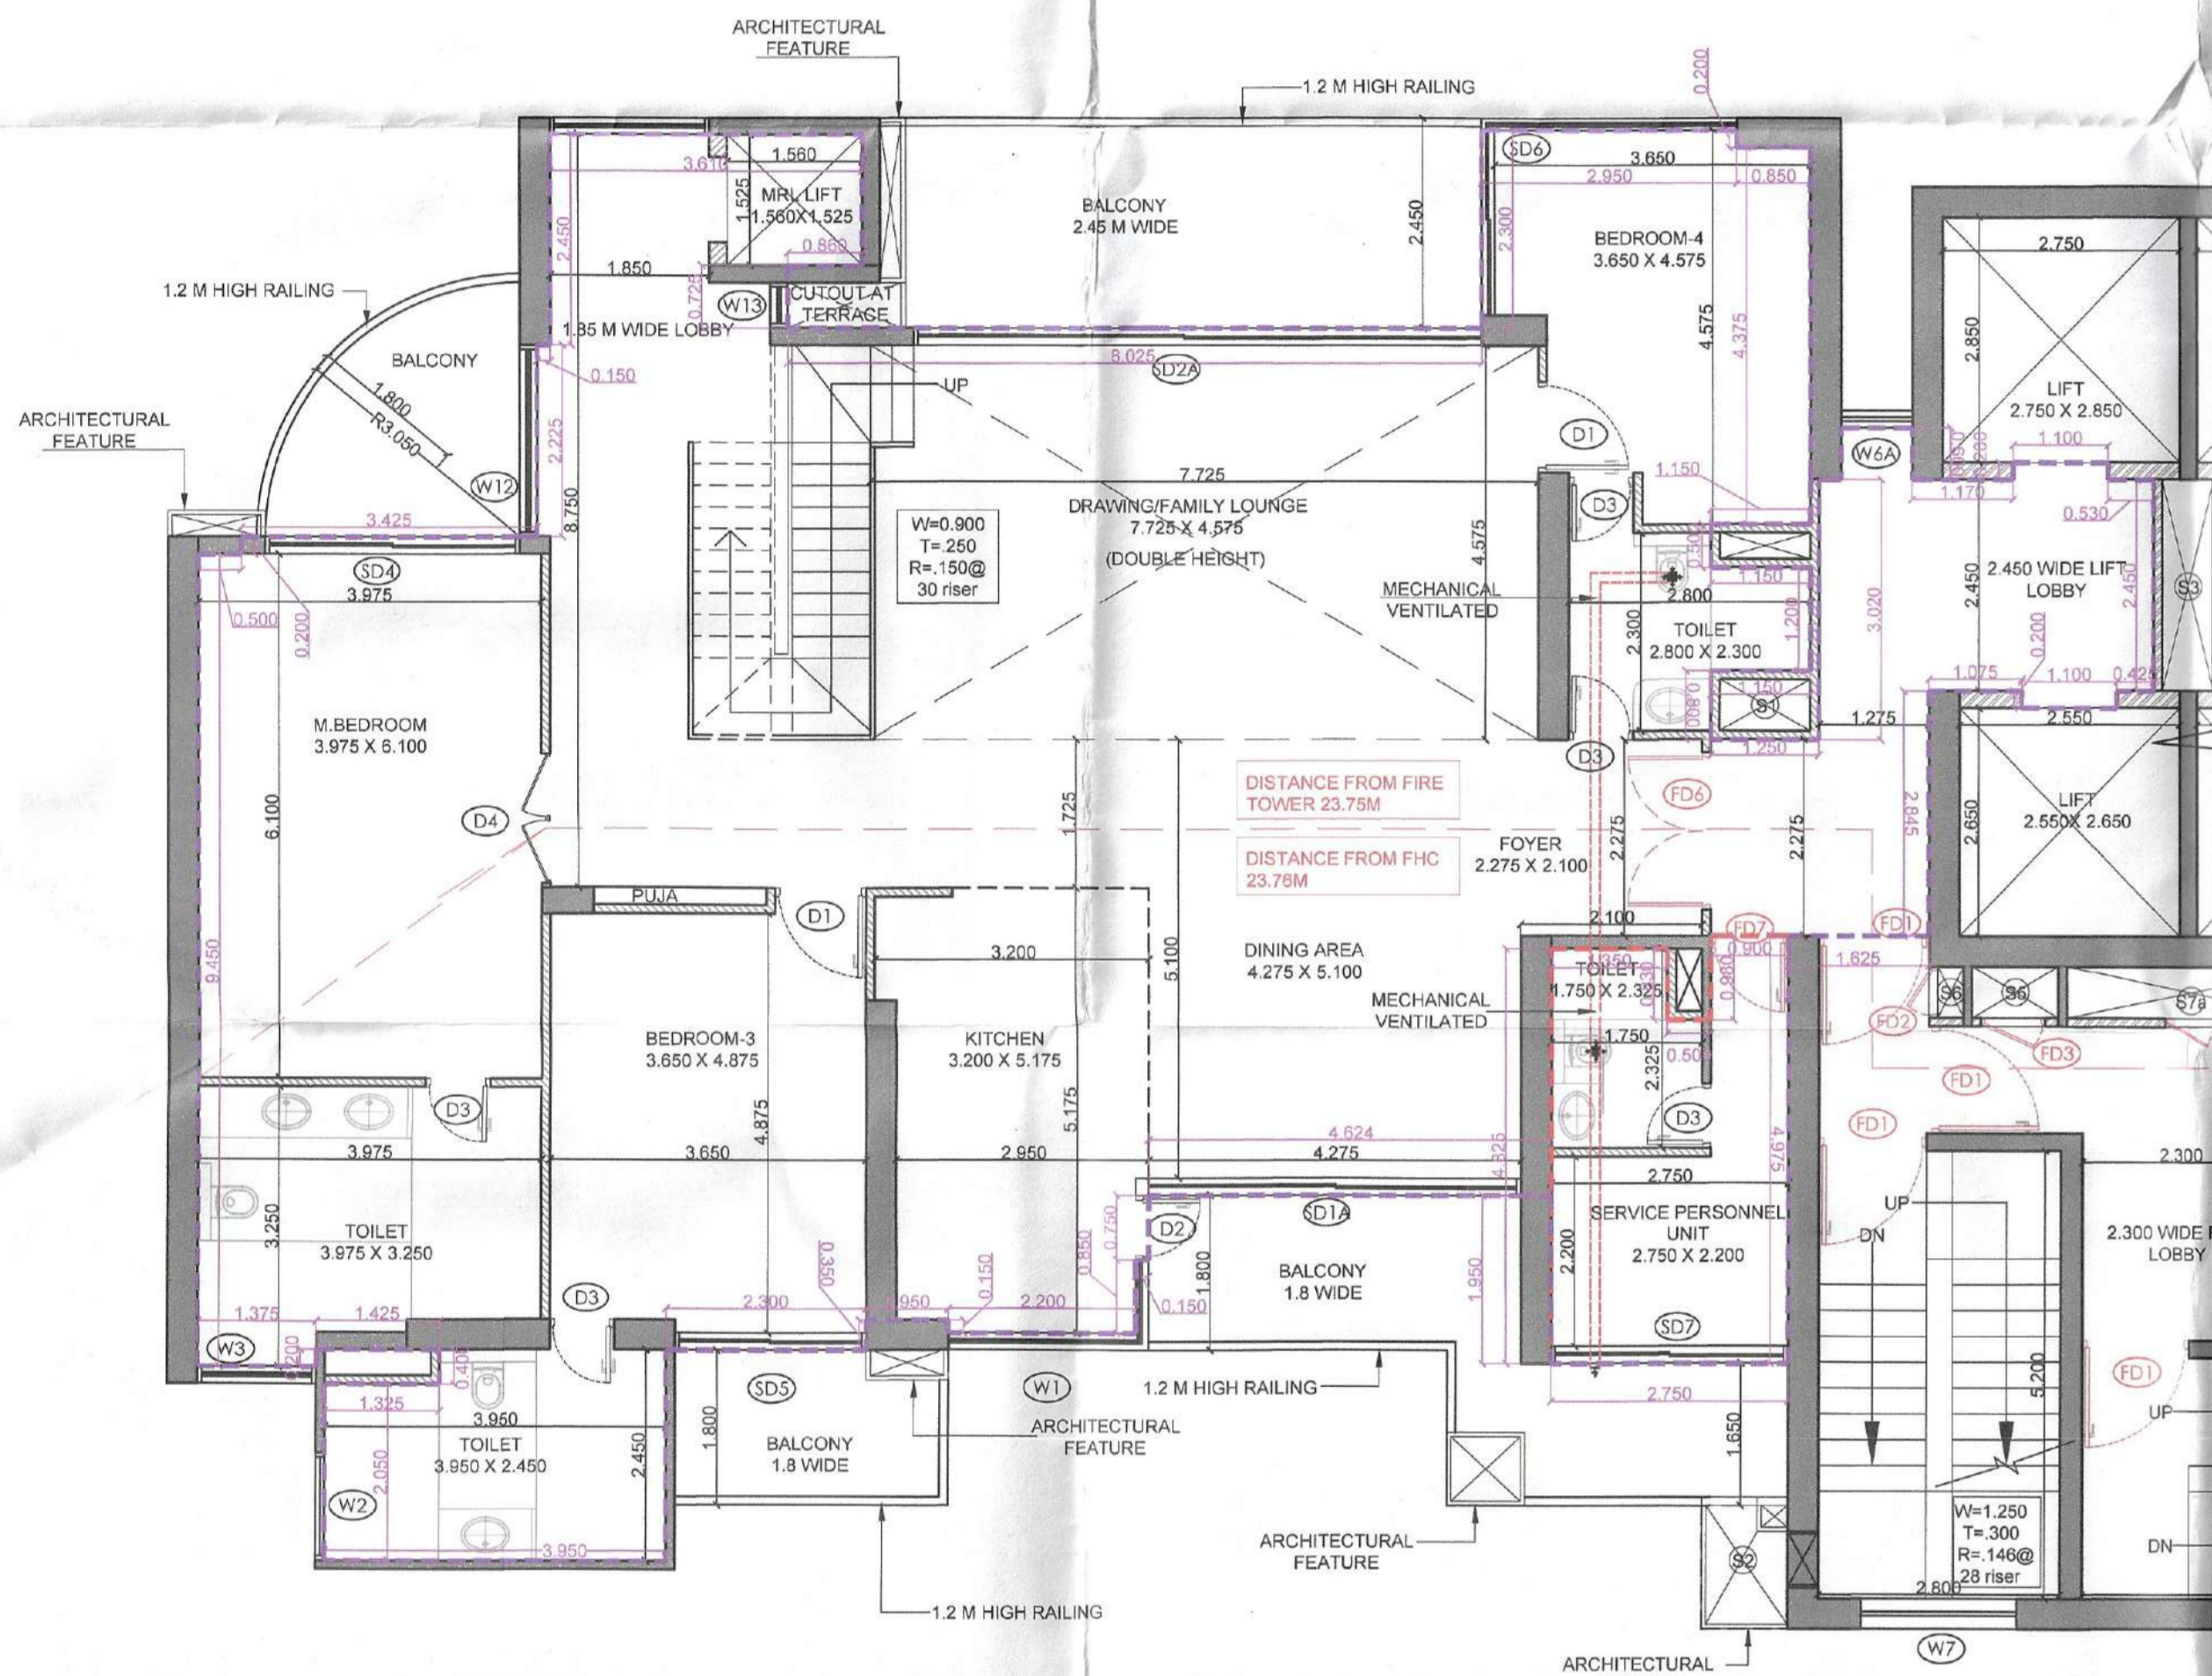 ARCHITECTURAL
FEATURE
1.2 M HIGH RAILING
0.200
SD6
3.650
2.950
0.850
3.610
1.560
1.525
MRL LIFT
1.560X1.525
0.860
BALCONY
2.45 M WIDE
2.450
2.300
BEDROOM-4
3.650 X 4.575
4.575
4.375
2.750
2.850
LIFT
2.750 X 2.850
1.100
2.450
1.850
0.725
W13
CUTOUT AT
TERRACE
1.85 M WIDE LOBBY
1.2 M HIGH RAILING
BALCONY
1.800
R3.050
0.150
2.225
W12
8.750
ARCHITECTURAL
FEATURE
3.425
8.025
SD2A
UP
7.725
DRAWING/FAMILY LOUNGE
7.725 X 4.575
(DOUBLE HEIGHT)
4.575
W=0.900
T=.250
R=.150@
30 riser
D1
D3
1.150
W6A
1.170
0.530
2.450 WIDE LIFT
LOBBY
2.450
2.450
S3
3.020
0.200
1.075
1.100
SD4
3.975
0.500
0.200
MECHANICAL
VENTILATED
1.150
2.800
2.300
1.200
TOILET
2.800 X 2.300
1.150
S1
0.800
1.250
1.275
2.550
M.BEDROOM
3.975 X 6.100
6.100
D4
9.450
D3
FD6
DISTANCE FROM FIRE
TOWER 23.75M
DISTANCE FROM FHC
23.76M
1.725
FOYER
2.275 X 2.100
2.275
2.275
2.845
2.650
LIFT
2.550X 2.650
PUJA
D1
2.100
FD7
FD1
0.900
1.625
3.200
5.100
DINING AREA
4.275 X 5.100
TOILET
1.750 X 2.325
1.350
0.960
S6
S5
S7a
MECHANICAL
VENTILATED
FD2
FD3
BEDROOM-3
3.650 X 4.875
KITCHEN
3.200 X 5.175
1.750
2.325
FD1
D3
4.875
5.175
D3
FD1
3.975
3.650
2.950
4.624
4.275
4.825
4.975
2.300
2.750
3.250
TOILET
3.975 X 3.250
D2
SD1A
SERVICE PERSONNEL
UNIT
2.750 X 2.200
2.200
UP
DN
2.300 WIDE
LOBBY
0.350
0.850
0.750
0.150
1.800
BALCONY
1.8 WIDE
0.150
1.950
1.375
1.425
D3
2.300
2.200
SD7
W3
1.325
3.950
TOILET
3.950 X 2.450
2.450
2.050
W2
3.950
SD5
1.800
BALCONY
1.8 WIDE
W1
ARCHITECTURAL
FEATURE
1.2 M HIGH RAILING
2.750
1.650
5.200
FD1
UP
ARCHITECTURAL
FEATURE
S2
W=1.250
T=.300
R=.146@
28 riser
2.800
DN
1.2 M HIGH RAILING
W7
ARCHITECTURAL